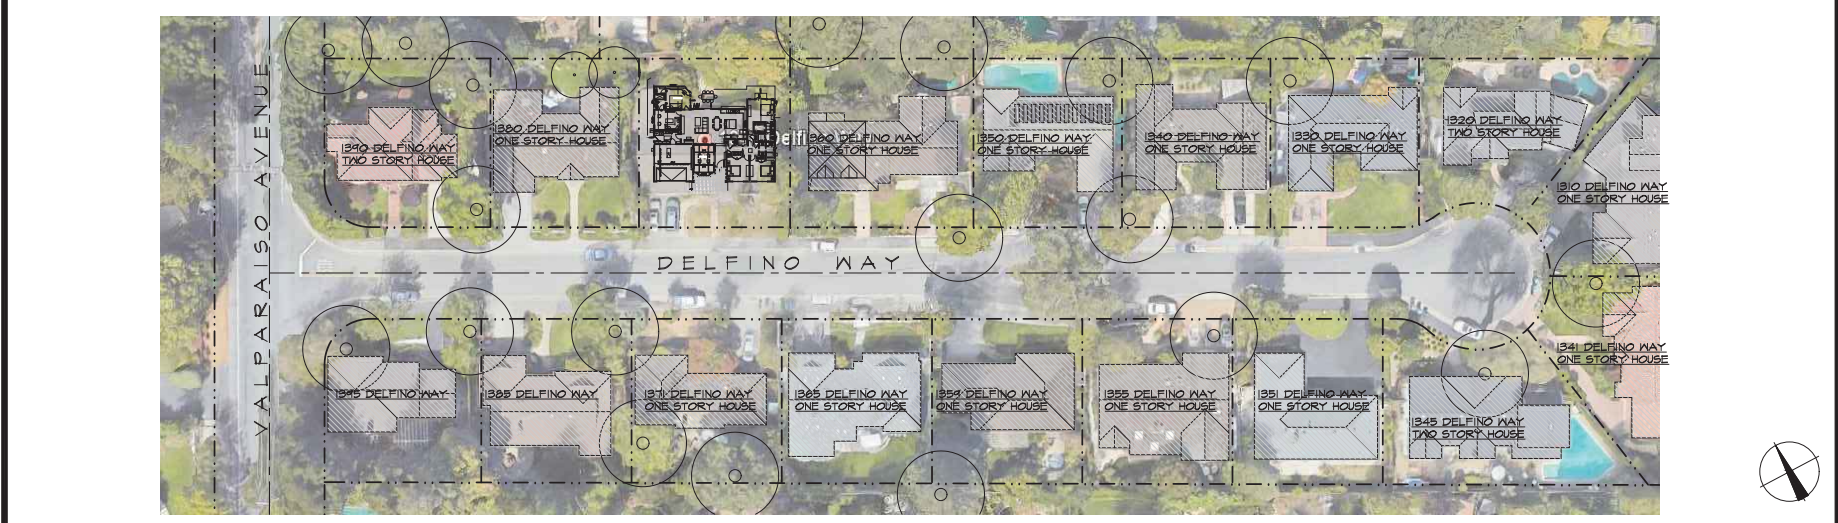 VALPARAISO AVENUE
1390 DELFINO WAY
TWO STORY HOUSE
1380 DELFINO WAY
ONE STORY HOUSE
Delfi
1360 DELFINO WAY
ONE STORY HOUSE
1350 DELFINO WAY
ONE STORY HOUSE
1340 DELFINO WAY
ONE STORY HOUSE
1330 DELFINO WAY
ONE STORY HOUSE
1320 DELFINO WAY
TWO STORY HOUSE
1310 DELFINO WAY
ONE STORY HOUSE
DELFINO WAY
1341 DELFINO WAY
ONE STORY HOUSE
1395 DELFINO WAY
1385 DELFINO WAY
1371 DELFINO WAY
ONE STORY HOUSE
1365 DELFINO WAY
ONE STORY HOUSE
1359 DELFINO WAY
ONE STORY HOUSE
1355 DELFINO WAY
ONE STORY HOUSE
1351 DELFINO WAY
ONE STORY HOUSE
1345 DELFINO WAY
TWO STORY HOUSE